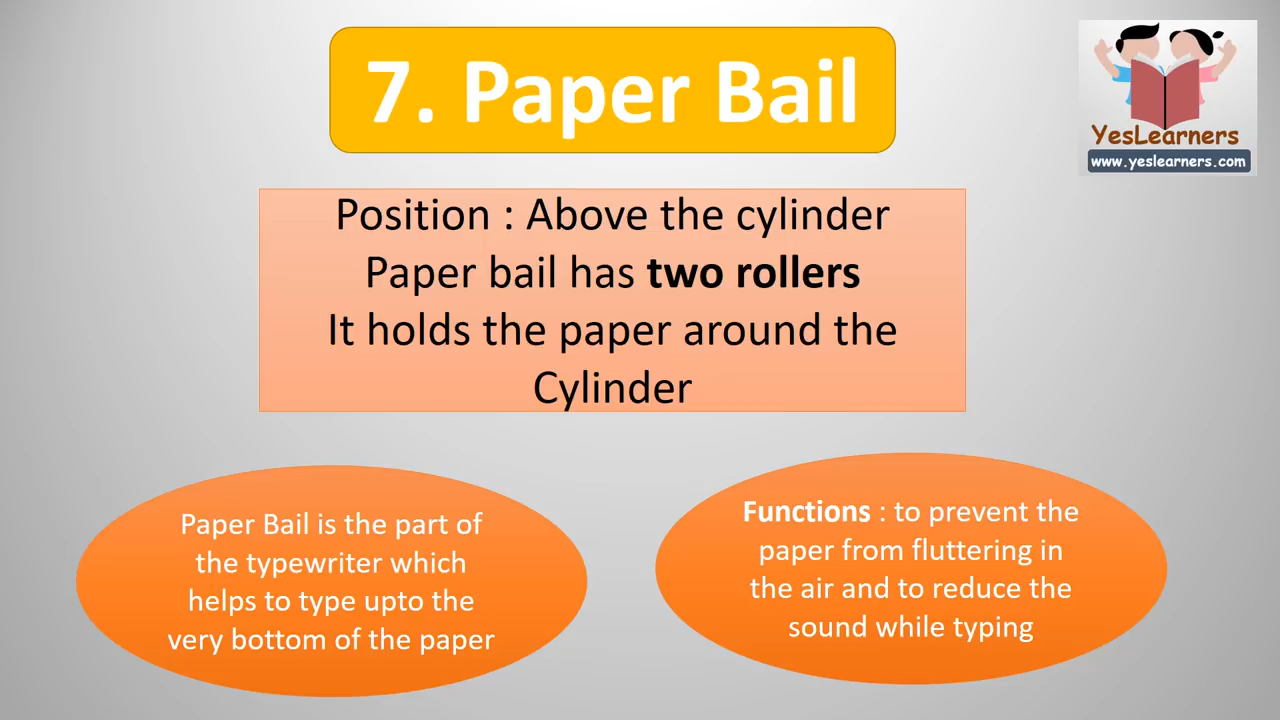 7. Paper Bail
YesLearners
www.yeslearners.com
Position : Above the cylinder
Paper bail has two rollers
It holds the paper around the
Cylinder
Paper Bail is the part of
the typewriter which
helps to type upto the
very bottom of the paper
Functions : to prevent the
paper from fluttering in
the air and to reduce the
sound while typing